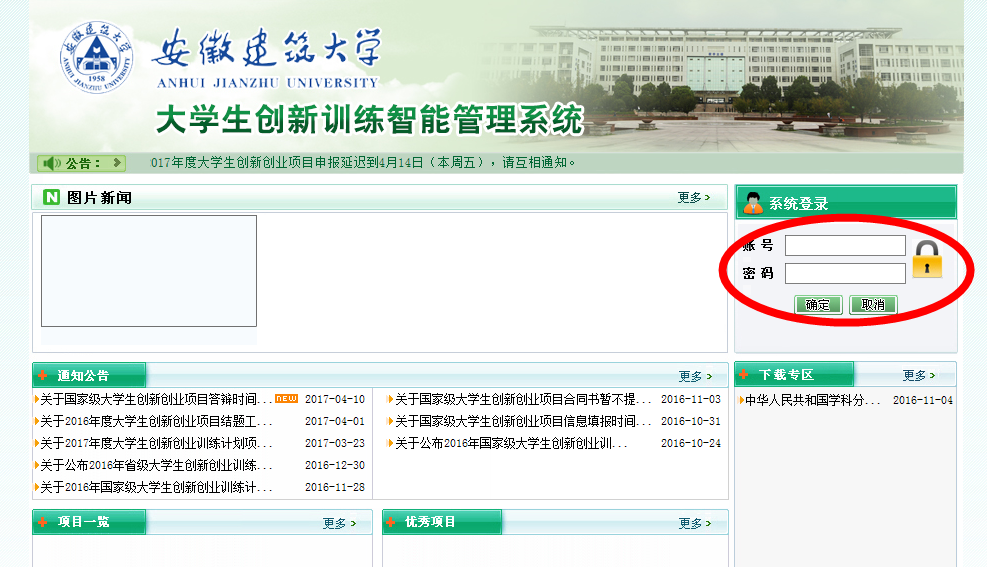 安徽建筑大学
ANHUI JIANZHU UNIVERSITY
1958
大学生创新训练智能管理系统
公告：
017年度大学生创新创业项目申报延迟到4月14日（本周五），请互相通知。
N 图片新闻
更多 >
系统登录
账 号
密 码
确定 取消
通知公告
更多 >
关于国家级大学生创新创业项目答辩时间... NEW 2017-04-10
关于2016年度大学生创新创业项目结题工... 2017-04-01
关于2017年度大学生创新创业训练计划项... 2017-03-23
关于公布2016年省级大学生创新创业训练... 2016-12-30
关于2016年国家级大学生创新创业训练计... 2016-11-28
关于国家级大学生创新创业项目合同书暂不提... 2016-11-03
关于国家级大学生创新创业项目信息填报时间... 2016-10-31
关于公布2016年国家级大学生创新创业训... 2016-10-24
下载专区
更多 >
中华人民共和国学科分... 2016-11-04
项目一览
更多 >
优秀项目
更多 >